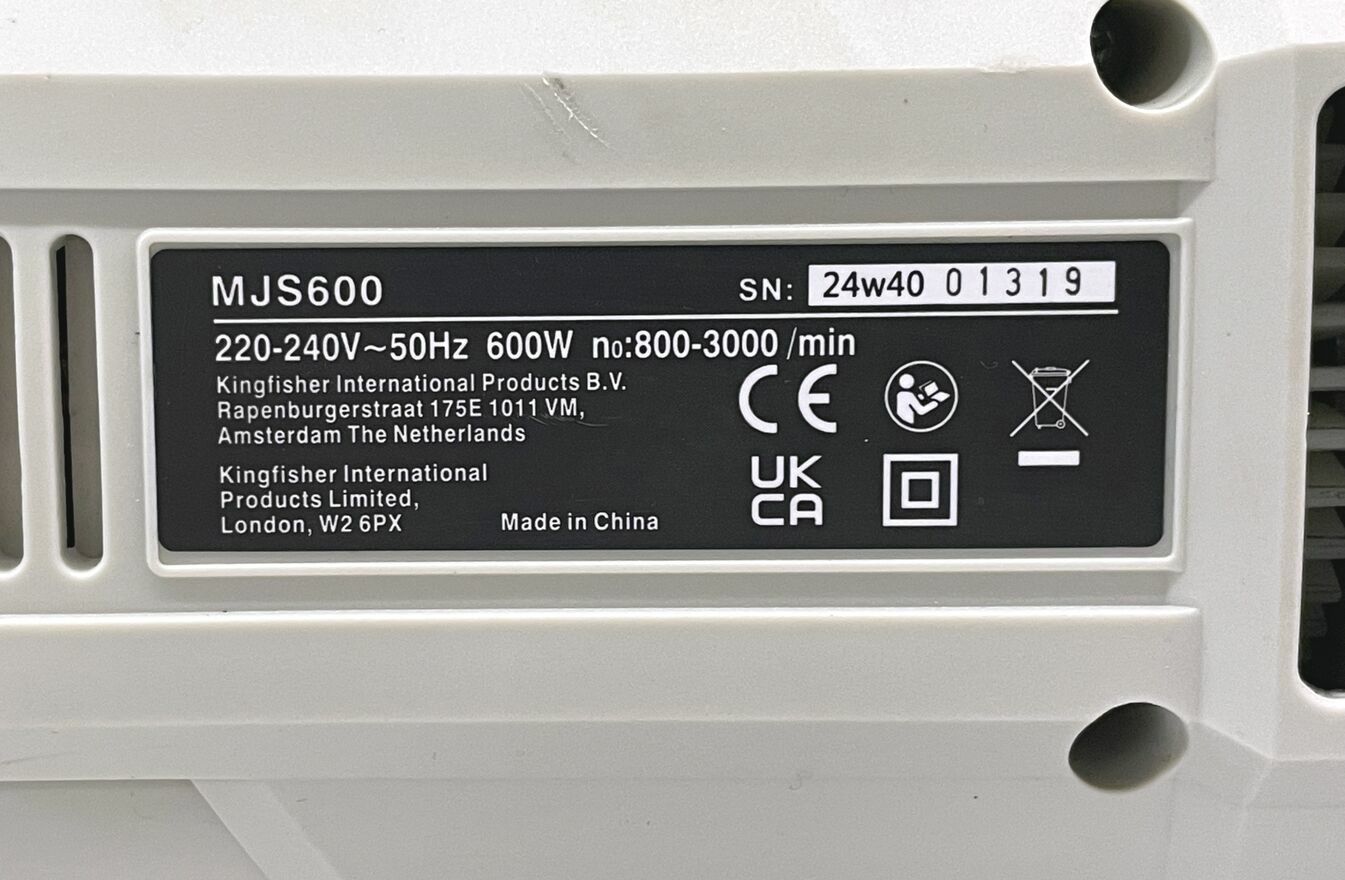 MJS600 SN: 24w40 01319
220-240V~50Hz 600W n₀:800-3000 /min
Kingfisher International Products B.V.
Rapenburgerstraat 175E 1011 VM,
Amsterdam The Netherlands
CE
Kingfisher International
Products Limited,
London, W2 6PX
Made in China
UK
CA